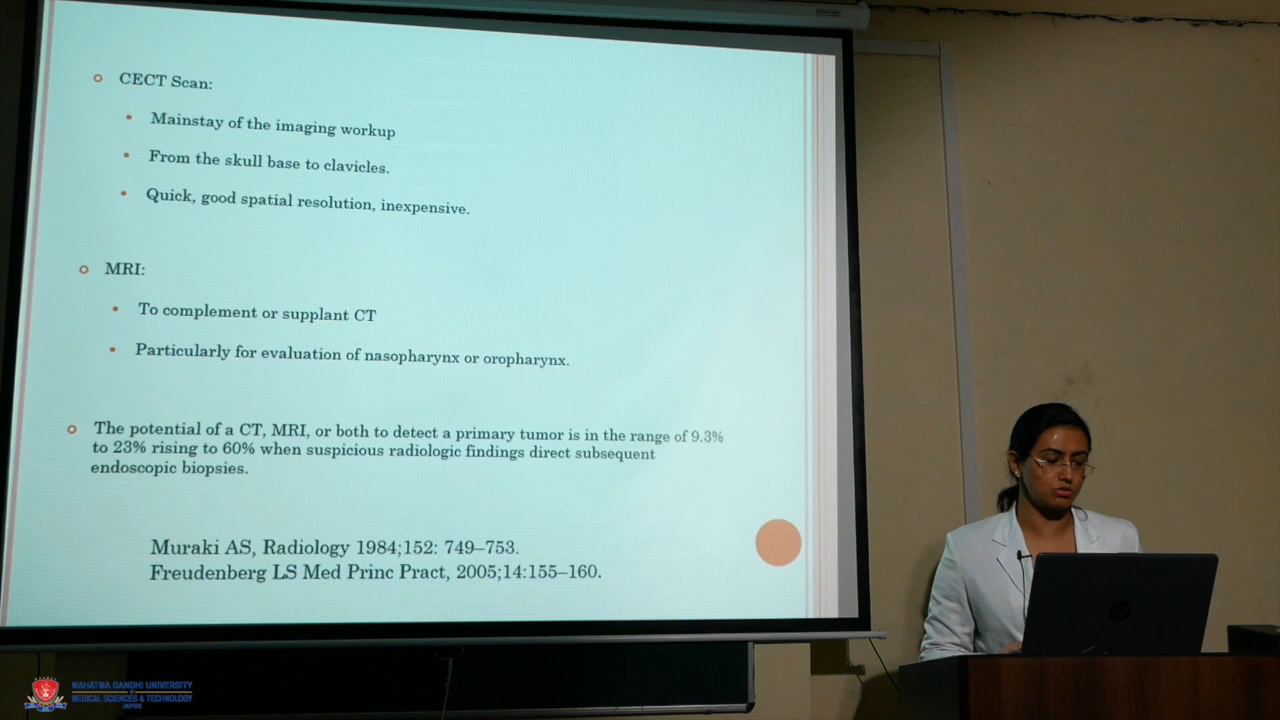 CECT Scan:
Mainstay of the imaging workup
From the skull base to clavicles.
Quick, good spatial resolution, inexpensive.
MRI:
To complement or supplant CT
Particularly for evaluation of nasopharynx or oropharynx.
The potential of a CT, MRI, or both to detect a primary tumor is in the range of 9.3%
to 23% rising to 60% when suspicious radiologic findings direct subsequent
endoscopic biopsies.
Muraki AS, Radiology 1984;152: 749–753.
Freudenberg LS Med Princ Pract, 2005;14:155–160.
hp
MAHATMA GANDHI UNIVERSITY
of
MEDICAL SCIENCES & TECHNOLOGY
JAIPUR